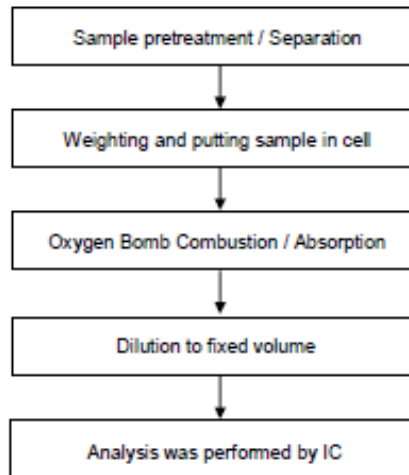 Sample pretreatment / Separation
Weighting and putting sample in cell
Oxygen Bomb Combustion / Absorption
Dilution to fixed volume
Analysis was performed by IC